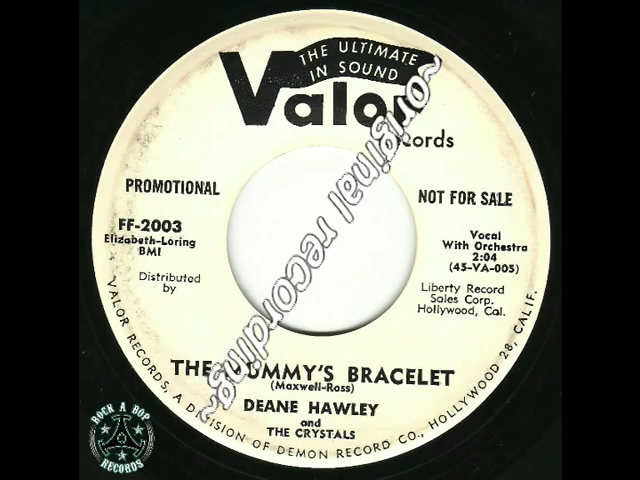 THE ULTIMATE
IN SOUND
Valor
Records
PROMOTIONAL
NOT FOR SALE
FF-2003
Elizabeth-Loring
BMI
Vocal
With Orchestra
2:04
(45-VA-005)
Distributed
by
Liberty Record
Sales Corp.
Hollywood, Cal.
~original recording~
THE MUMMY'S BRACELET
(Maxwell-Ross)
DEANE HAWLEY
and
THE CRYSTALS
VALOR RECORDS, A DIVISION OF DEMON RECORD CO., HOLLYWOOD 28, CALIF.
ROCK A BOP
RECORDS